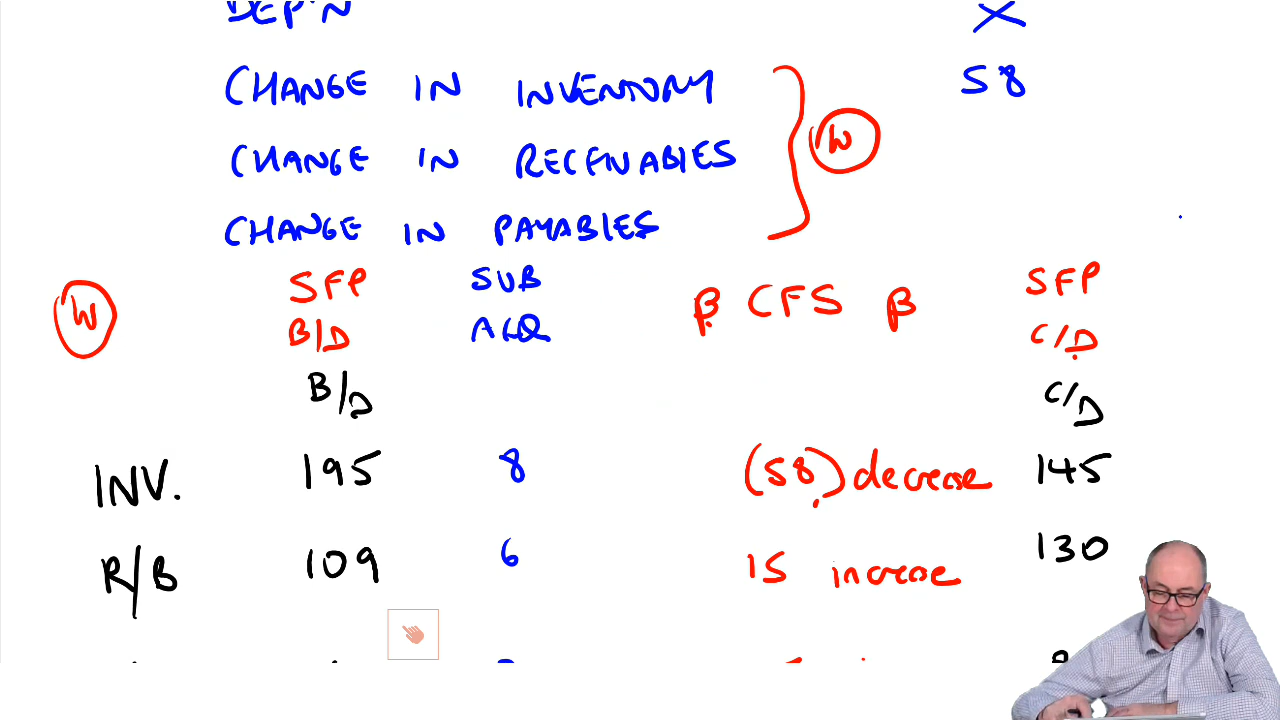 DEP'N X
CHANGE IN INVENTORY 58
CHANGE IN RECEIVABLES W
CHANGE IN PAYABLES
W SFP SUB β CFS β SFP
B/D ACQ C/D
B/D C/D
INV. 195 8 (58) decrease 145
R/B 109 6 15 increase 130